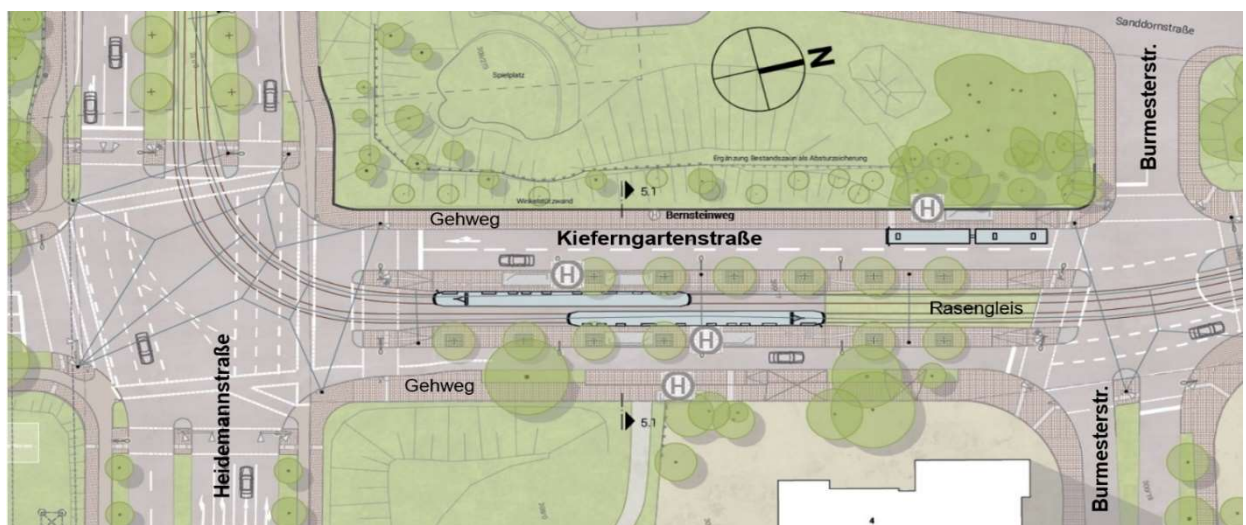 Sanddornstraße
Burmesterstr.
N
Spielplatz
Ergänzung Bestandszaun als Absturzsicherung
5.1
Winkelstützwand
H Bernsteinweg
H
Gehweg
Kieferngartenstraße
H
Rasengleis
H
Heidemannstraße
Gehweg
H
5.1
Burmesterstr.
4